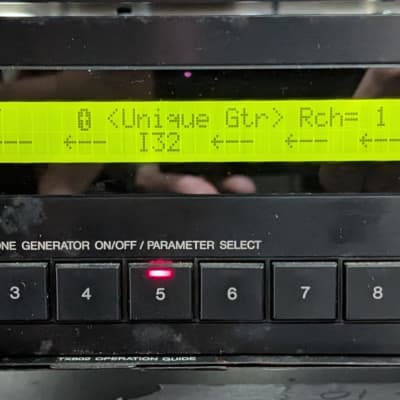 0 <Unique Gtr> Rch= 1
-- ←-- I32 ←-- ←-- ←--
ONE GENERATOR ON/OFF / PARAMETER SELECT
3 4 5 6 7 8
TX802 OPERATION GUIDE